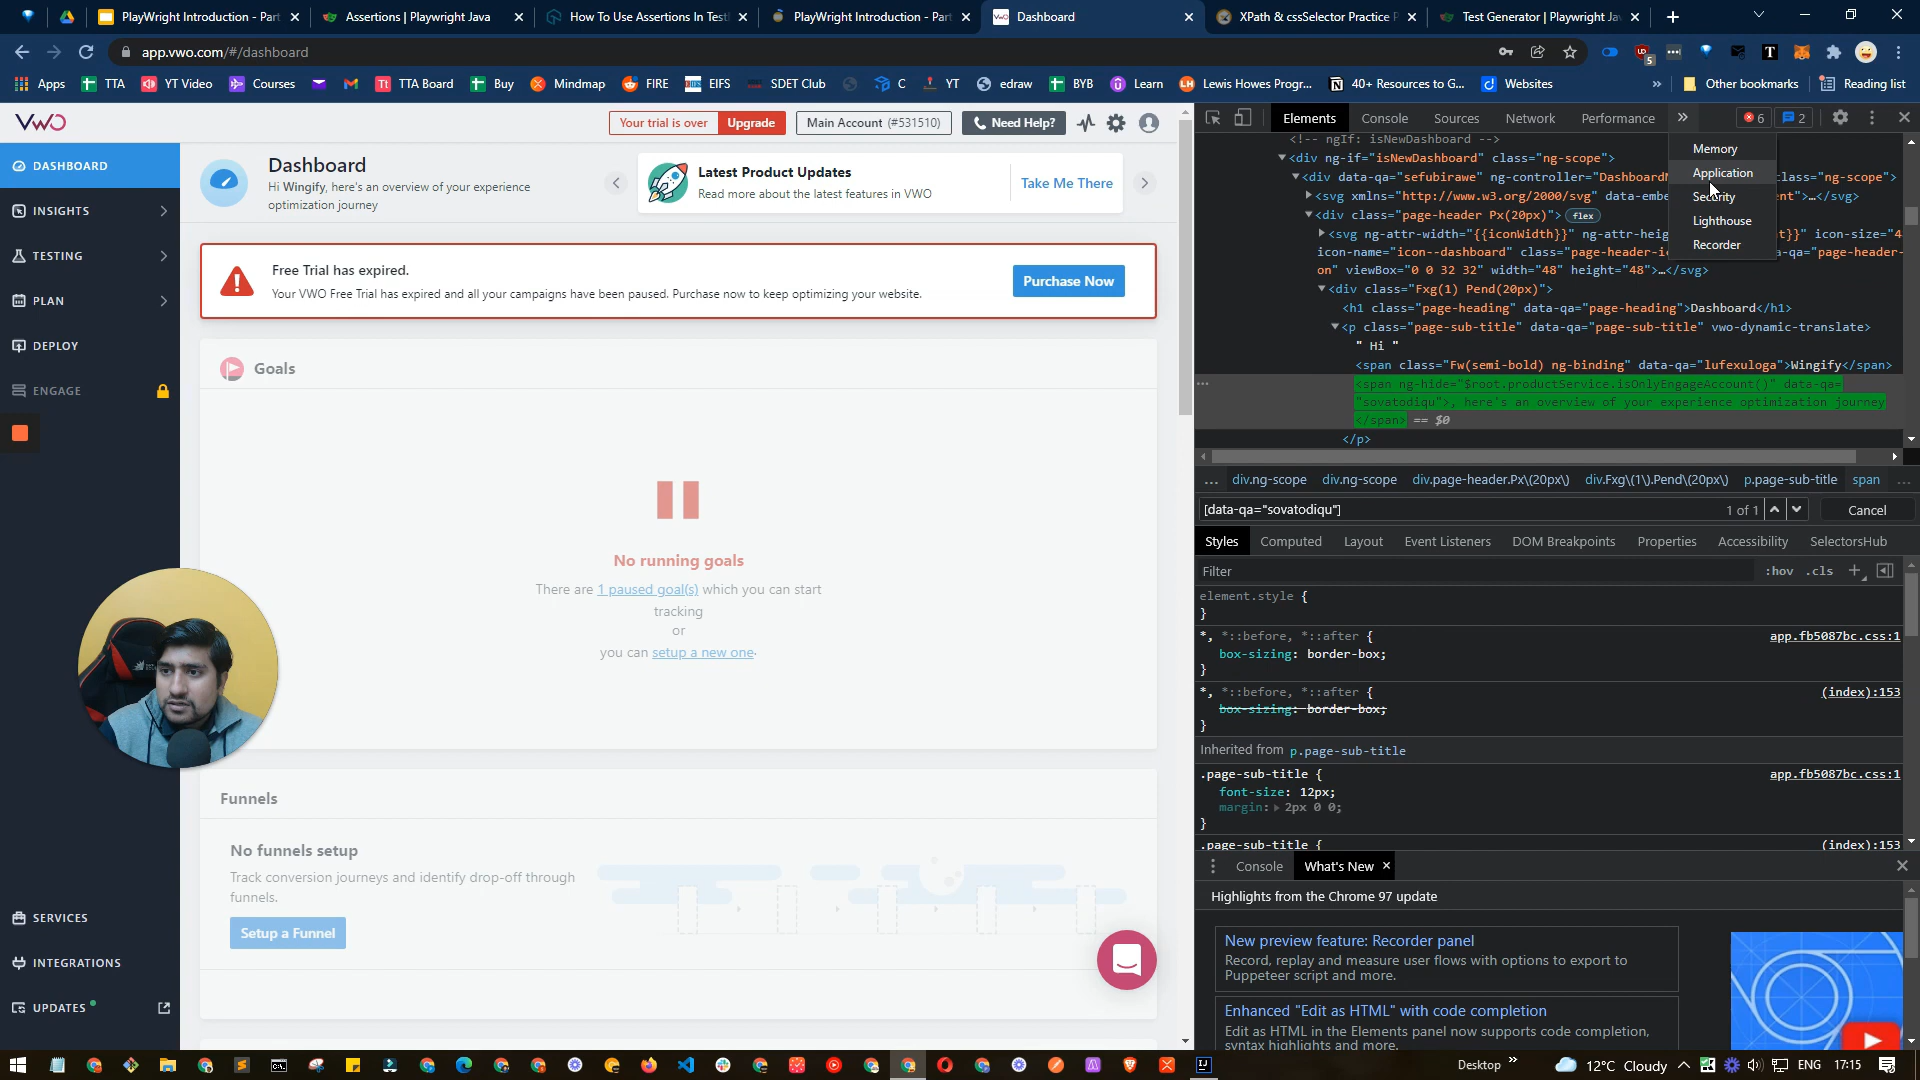 PlayWright Introduction - Part
Assertions | Playwright Java
How To Use Assertions In Test
PlayWright Introduction - Part
Dashboard
XPath & cssSelector Practice P
Test Generator | Playwright Ja
app.vwo.com/#/dashboard
5
Apps
TTA
YT Video
Courses
TTA Board
Buy
Mindmap
FIRE
EIFS
SDET Club
C
YT
edraw
BYB
Learn
Lewis Howes Progr...
40+ Resources to G...
Websites
Other bookmarks
Reading list
VWO
Your trial is over
Upgrade
Main Account (#531510)
Need Help?
DASHBOARD
INSIGHTS
TESTING
PLAN
DEPLOY
ENGAGE
SERVICES
INTEGRATIONS
UPDATES
Dashboard
Hi Wingify, here's an overview of your experience
optimization journey
Latest Product Updates
Read more about the latest features in VWO
Take Me There
Free Trial has expired.
Your VWO Free Trial has expired and all your campaigns have been paused. Purchase now to keep optimizing your website.
Purchase Now
Goals
No running goals
There are 1 paused goal(s) which you can start
tracking
or
you can setup a new one.
Funnels
No funnels setup
Track conversion journeys and identify drop-off through
funnels.
Setup a Funnel
Elements
Console
Sources
Network
Performance
6
2
Memory
Application
Security
Lighthouse
Recorder
<!-- ngIf: isNewDashboard -->
<div ng-if="isNewDashboard" class="ng-scope">
<div data-qa="sefubirawe" ng-controller="Dashboard class="ng-scope">
<svg xmlns="http://www.w3.org/2000/svg" data-embe ent">…</svg>
<div class="page-header Px(20px)"> flex
<svg ng-attr-width="{{iconWidth}}" ng-attr-heig t}}" icon-size="4
icon-name="icon--dashboard" class="page-header-i a-qa="page-header-
on" viewBox="0 0 32 32" width="48" height="48">…</svg>
<div class="Fxg(1) Pend(20px)">
<h1 class="page-heading" data-qa="page-heading">Dashboard</h1>
<p class="page-sub-title" data-qa="page-sub-title" vwo-dynamic-translate>
" Hi "
<span class="Fw(semi-bold) ng-binding" data-qa="lufexuloga">Wingify</span>
<span ng-hide="$root.productService.isOnlyEngageAccount()" data-qa=
"sovatodiqu">, here's an overview of your experience optimization journey
</span> == $0
</p>
... div.ng-scope div.ng-scope div.page-header.Px\(20px\) div.Fxg\(1\).Pend\(20px\) p.page-sub-title span ...
[data-qa="sovatodiqu"]
1 of 1
Cancel
Styles
Computed
Layout
Event Listeners
DOM Breakpoints
Properties
Accessibility
SelectorsHub
Filter
:hov .cls
element.style {
}
*, *::before, *::after {
app.fb5087bc.css:1
box-sizing: border-box;
}
*, *::before, *::after {
(index):153
box-sizing: border-box;
}
Inherited from p.page-sub-title
.page-sub-title {
app.fb5087bc.css:1
font-size: 12px;
margin: 2px 0 0;
}
.page-sub-title {
(index):153
Console
What's New
Highlights from the Chrome 97 update
New preview feature: Recorder panel
Record, replay and measure user flows with options to export to
Puppeteer script and more.
Enhanced "Edit as HTML" with code completion
Edit as HTML in the Elements panel now supports code completion,
syntax highlights and more.
Desktop
12°C Cloudy
ENG
17:15